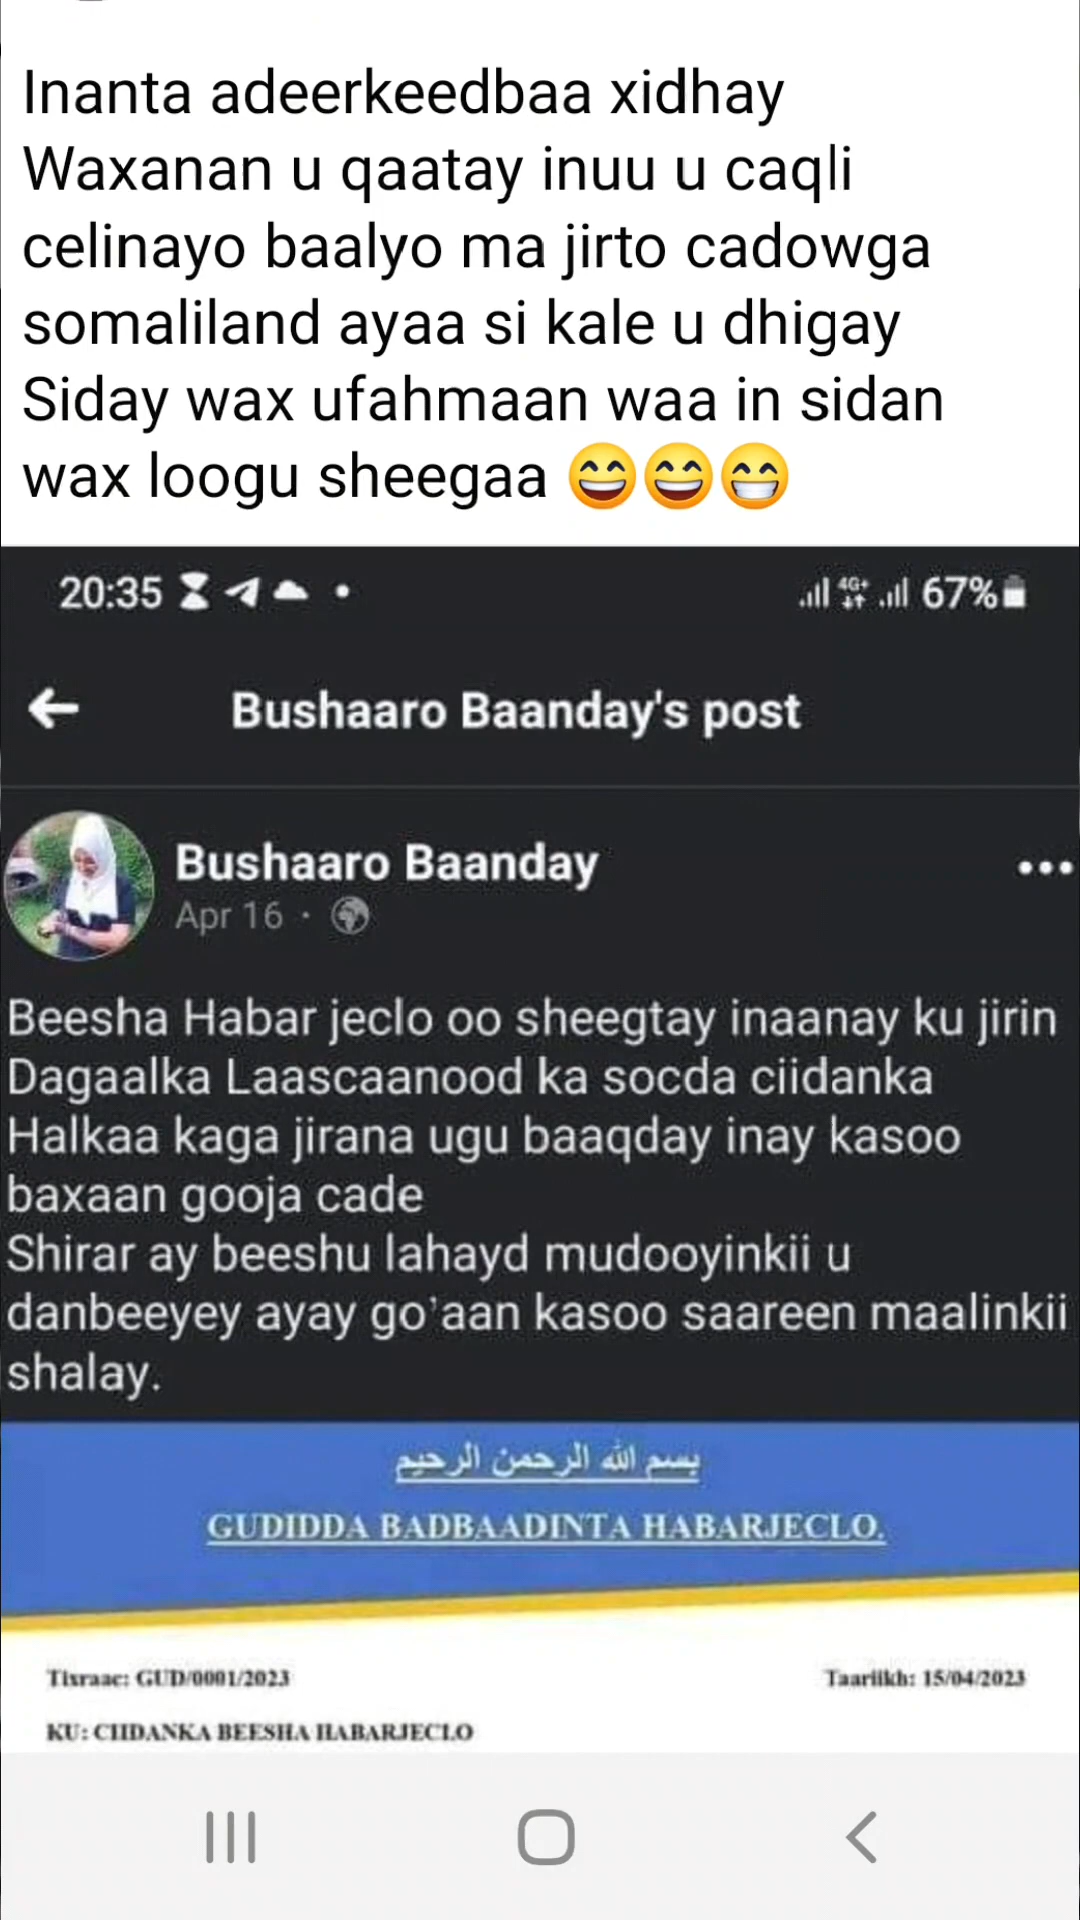 Inanta adeerkeedbaa xidhay
Waxanan u qaatay inuu u caqli
celinayo baalyo ma jirto cadowga
somaliland ayaa si kale u dhigay
Siday wax ufahmaan waa in sidan
wax loogu sheegaa 😄😄😁
20:35 4G+ 67%
Bushaaro Baanday's post
Bushaaro Baanday
Apr 16 ·
Beesha Habar jeclo oo sheegtay inaanay ku jirin
Dagaalka Laascaanood ka socda ciidanka
Halkaa kaga jirana ugu baaqday inay kasoo
baxaan gooja cade
Shirar ay beeshu lahayd mudooyinkii u
danbeeyey ayay go'aan kasoo saareen maalinkii
shalay.
بسم الله الرحمن الرحيم
GUDIDDA BADBAADINTA HABARJECLO.
Tixraac: GUD/0001/2023 Taariikh: 15/04/2023
KU: CIIDANKA BEESHA HABARJECLO